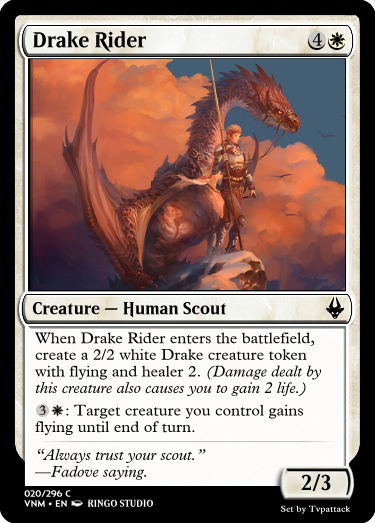 Drake Rider 4
Creature — Human Scout
When Drake Rider enters the battlefield,
create a 2/2 white Drake creature token
with flying and healer 2. (Damage dealt by
this creature also causes you to gain 2 life.)
3 : Target creature you control gains
flying until end of turn.
“Always trust your scout.”
—Fadove saying.
2/3
020/296 C
VNM • EN RINGO STUDIO
Set by Tvpattack